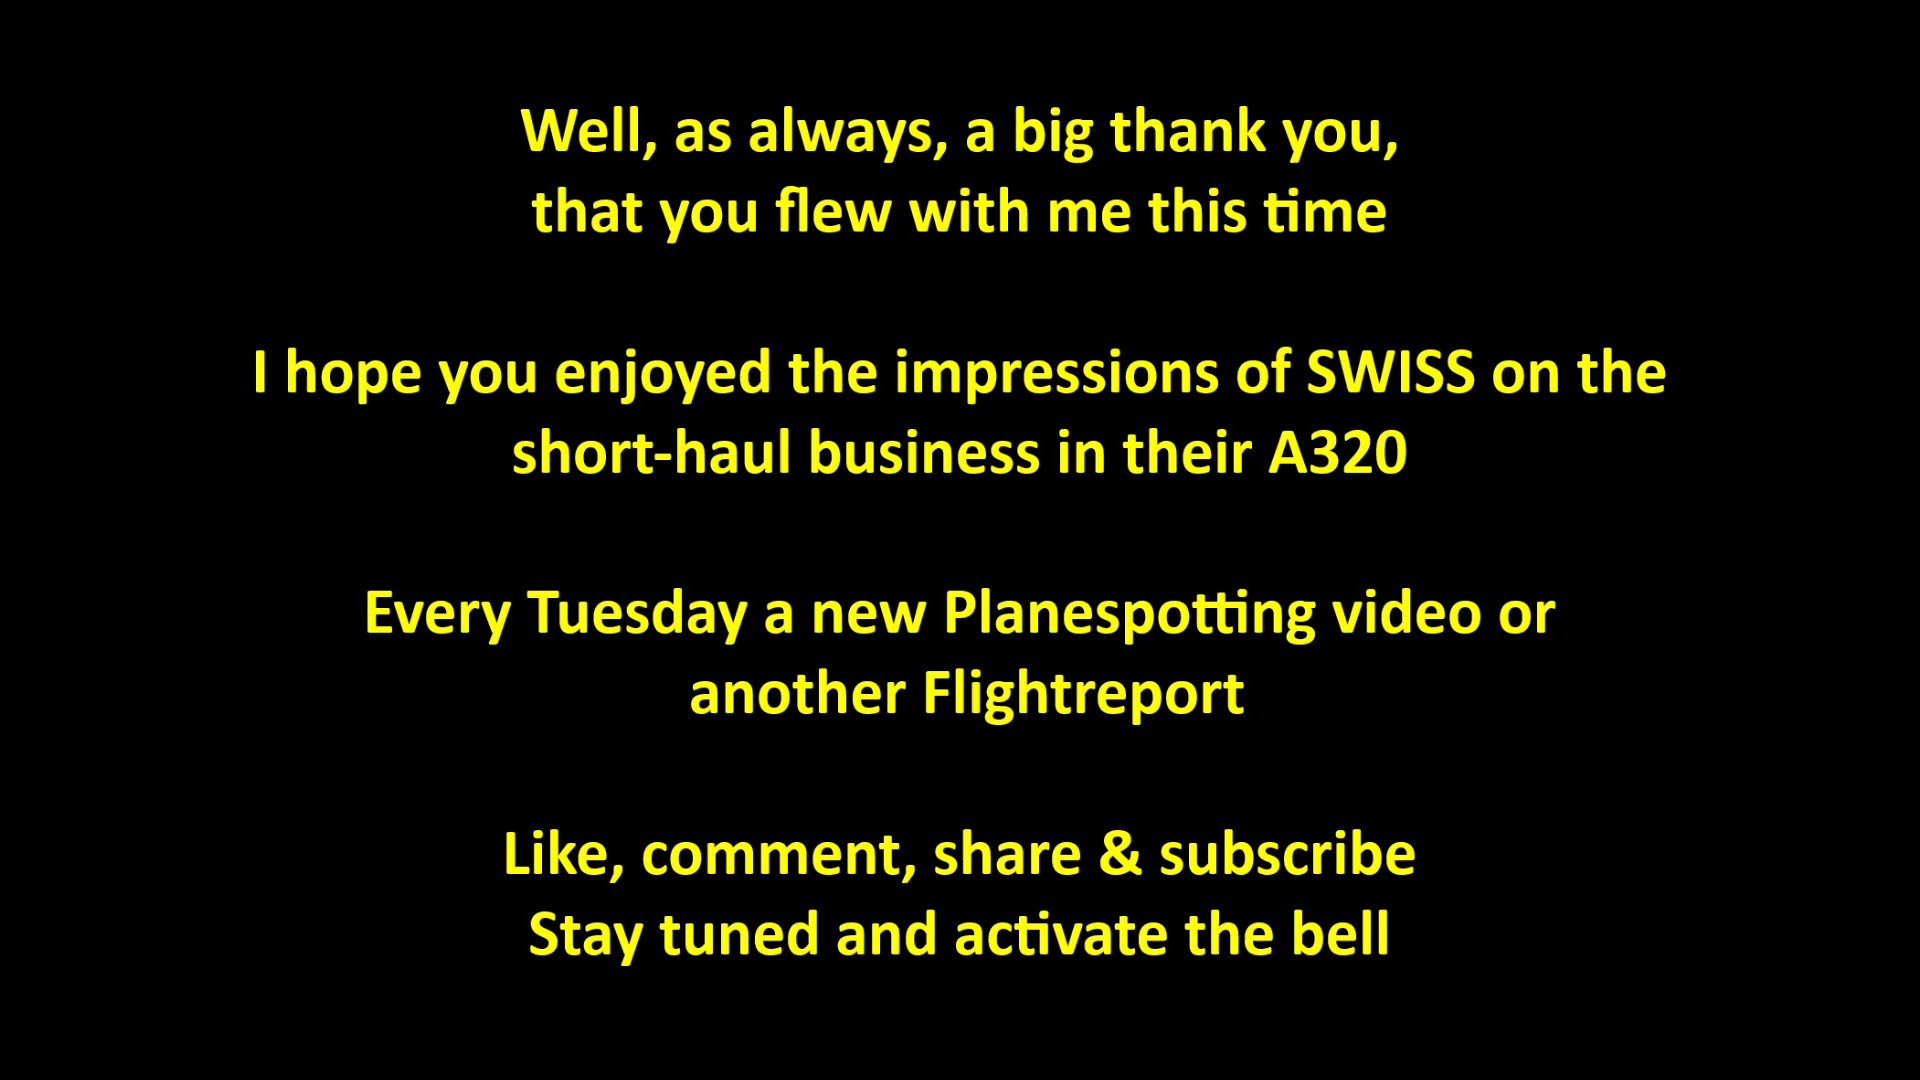 Well, as always, a big thank you,
that you flew with me this time
I hope you enjoyed the impressions of SWISS on the
short-haul business in their A320
Every Tuesday a new Planespotting video or
another Flightreport
Like, comment, share & subscribe
Stay tuned and activate the bell